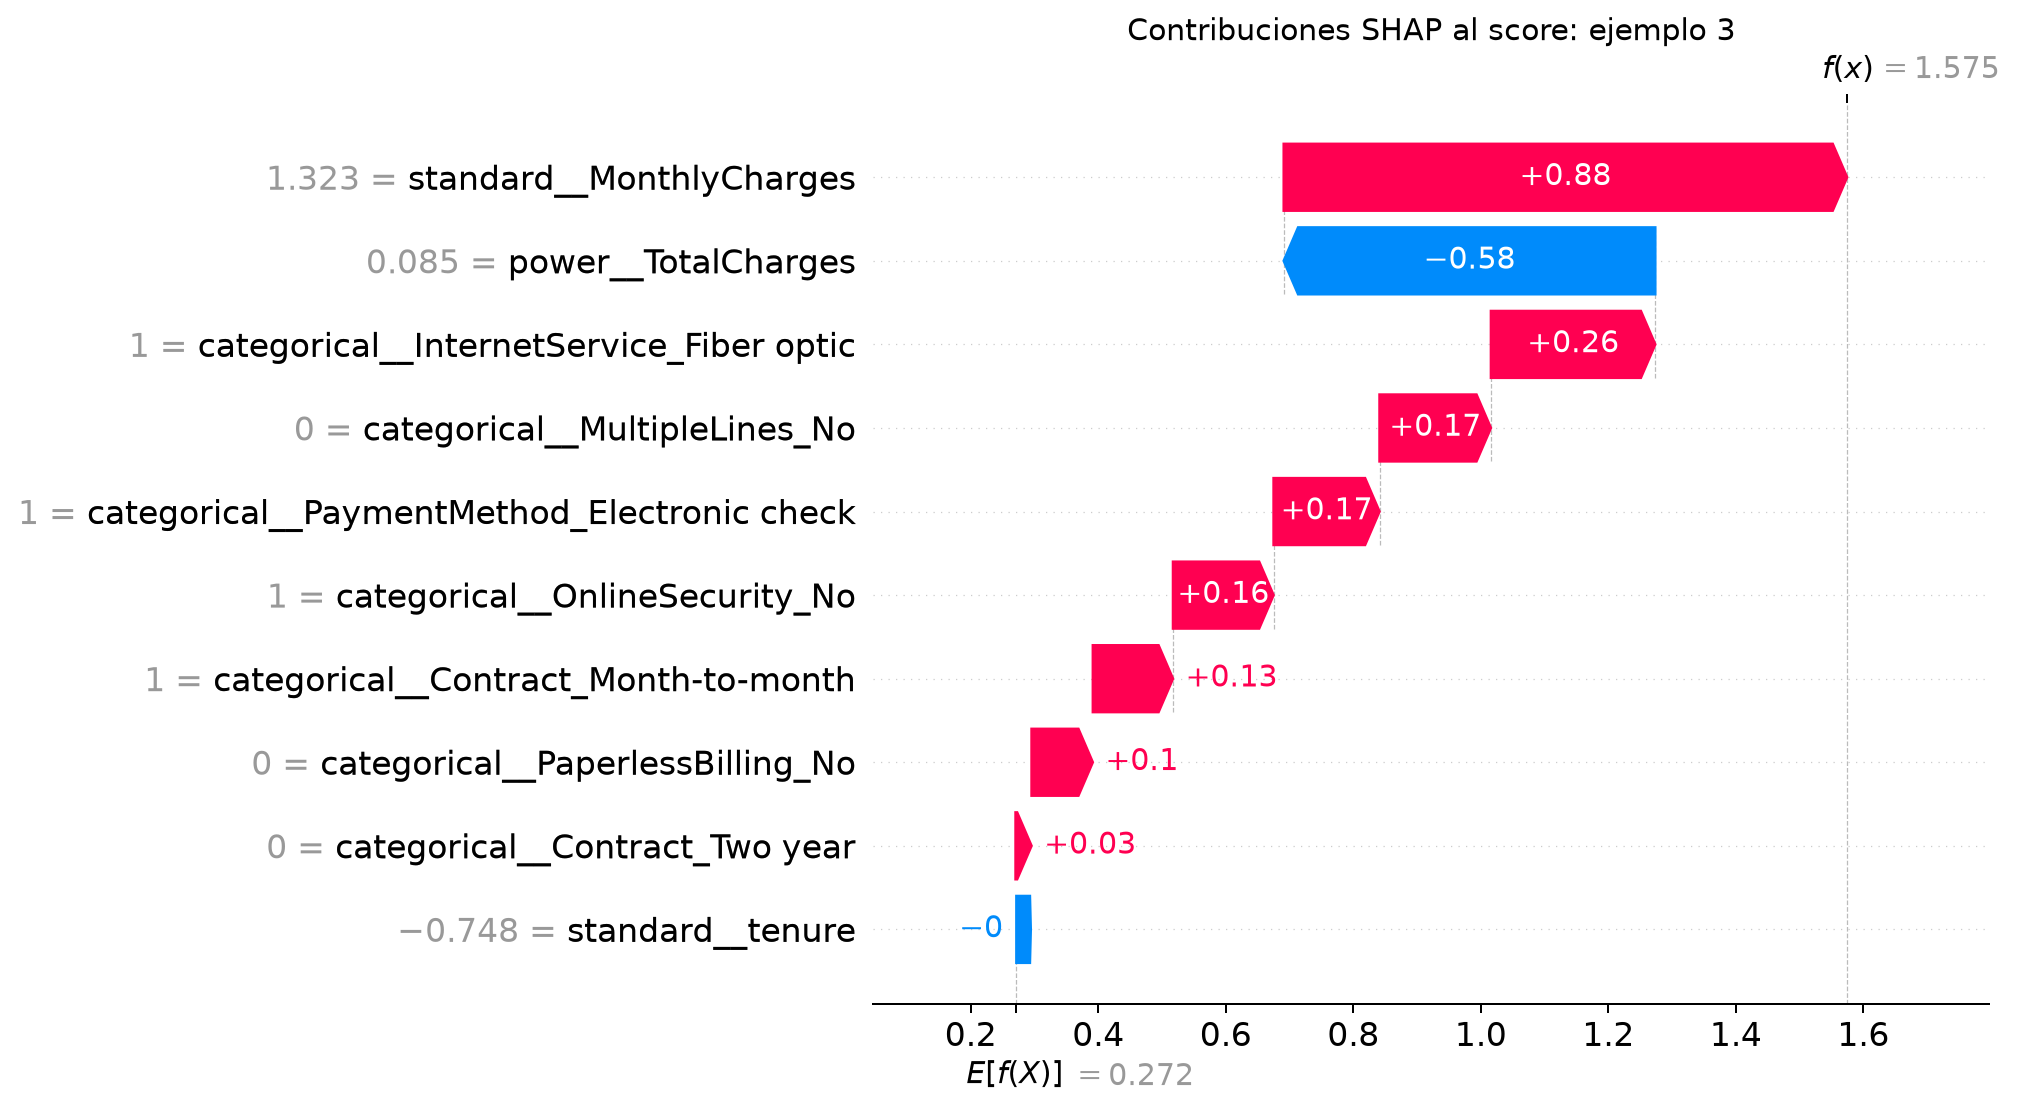 Contribuciones SHAP al score: ejemplo 3
f(x) = 1.575
1.323 = standard__MonthlyCharges +0.88
0.085 = power__TotalCharges −0.58
1 = categorical__InternetService_Fiber optic +0.26
0 = categorical__MultipleLines_No +0.17
1 = categorical__PaymentMethod_Electronic check +0.17
1 = categorical__OnlineSecurity_No +0.16
1 = categorical__Contract_Month-to-month +0.13
0 = categorical__PaperlessBilling_No +0.1
0 = categorical__Contract_Two year +0.03
−0.748 = standard__tenure −0
0.2 0.4 0.6 0.8 1.0 1.2 1.4 1.6
E[f(X)] = 0.272